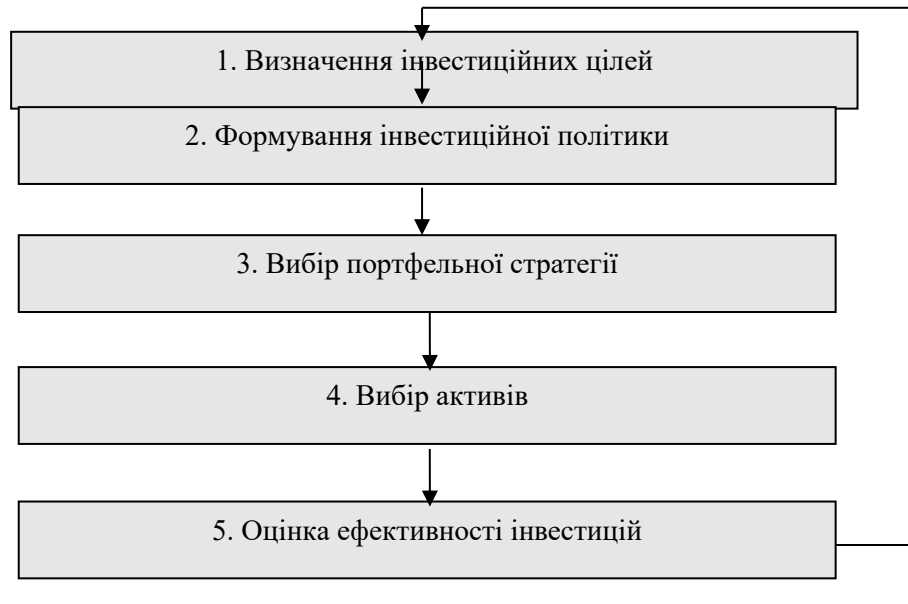 1. Визначення інвестиційних цілей
2. Формування інвестиційної політики
3. Вибір портфельної стратегії
4. Вибір активів
5. Оцінка ефективності інвестицій